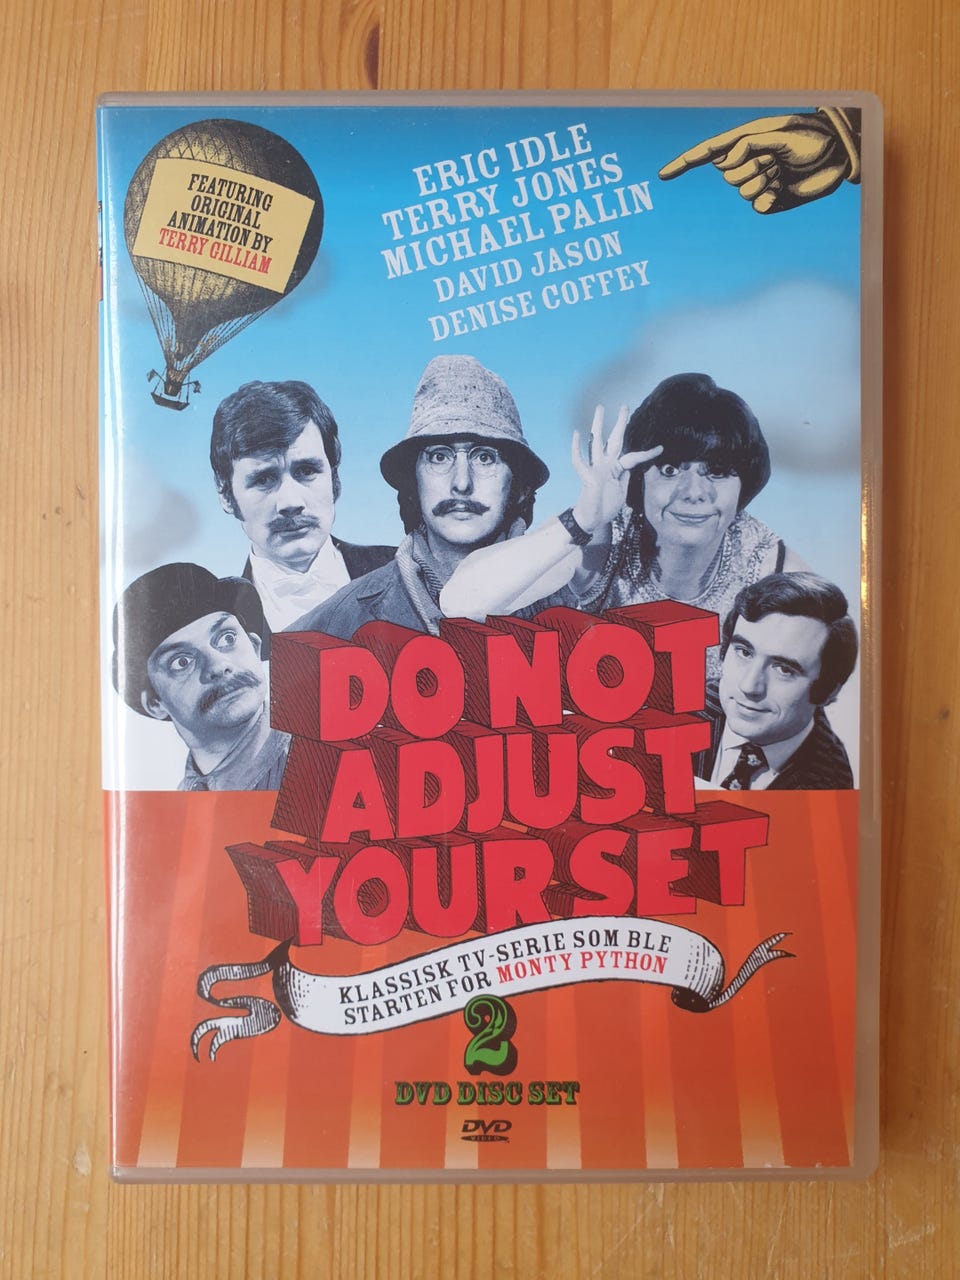 FEATURING
ORIGINAL
ANIMATION BY
TERRY GILLIAM
ERIC IDLE
TERRY JONES
MICHAEL PALIN
DAVID JASON
DENISE COFFEY
DO NOT
ADJUST
YOUR SET
KLASSISK TV-SERIE SOM BLE
STARTEN FOR MONTY PYTHON
2
DVD DISC SET
DVD
VIDEO